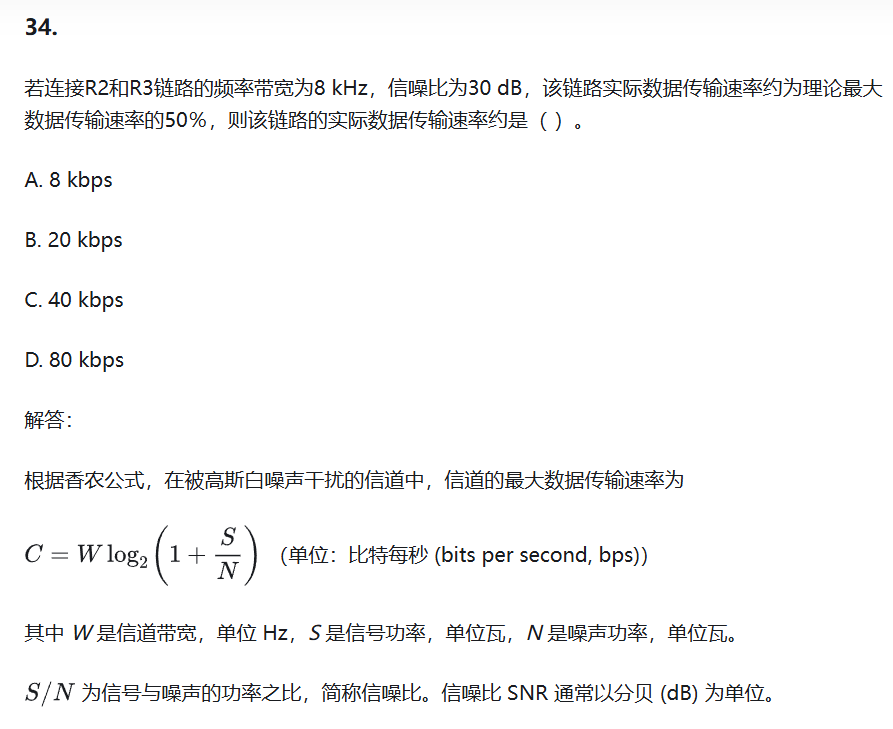 34.
若连接R2和R3链路的频率带宽为8 kHz，信噪比为30 dB，该链路实际数据传输速率约为理论最大
数据传输速率的50%，则该链路的实际数据传输速率约是（ ）。
A. 8 kbps
B. 20 kbps
C. 40 kbps
D. 80 kbps
解答：
根据香农公式，在被高斯白噪声干扰的信道中，信道的最大数据传输速率为
C = W log₂(1 + S/N) （单位：比特每秒 (bits per second, bps)）
其中 W 是信道带宽，单位 Hz，S 是信号功率，单位瓦，N 是噪声功率，单位瓦。
S/N 为信号与噪声的功率之比，简称信噪比。信噪比 SNR 通常以分贝 (dB) 为单位。